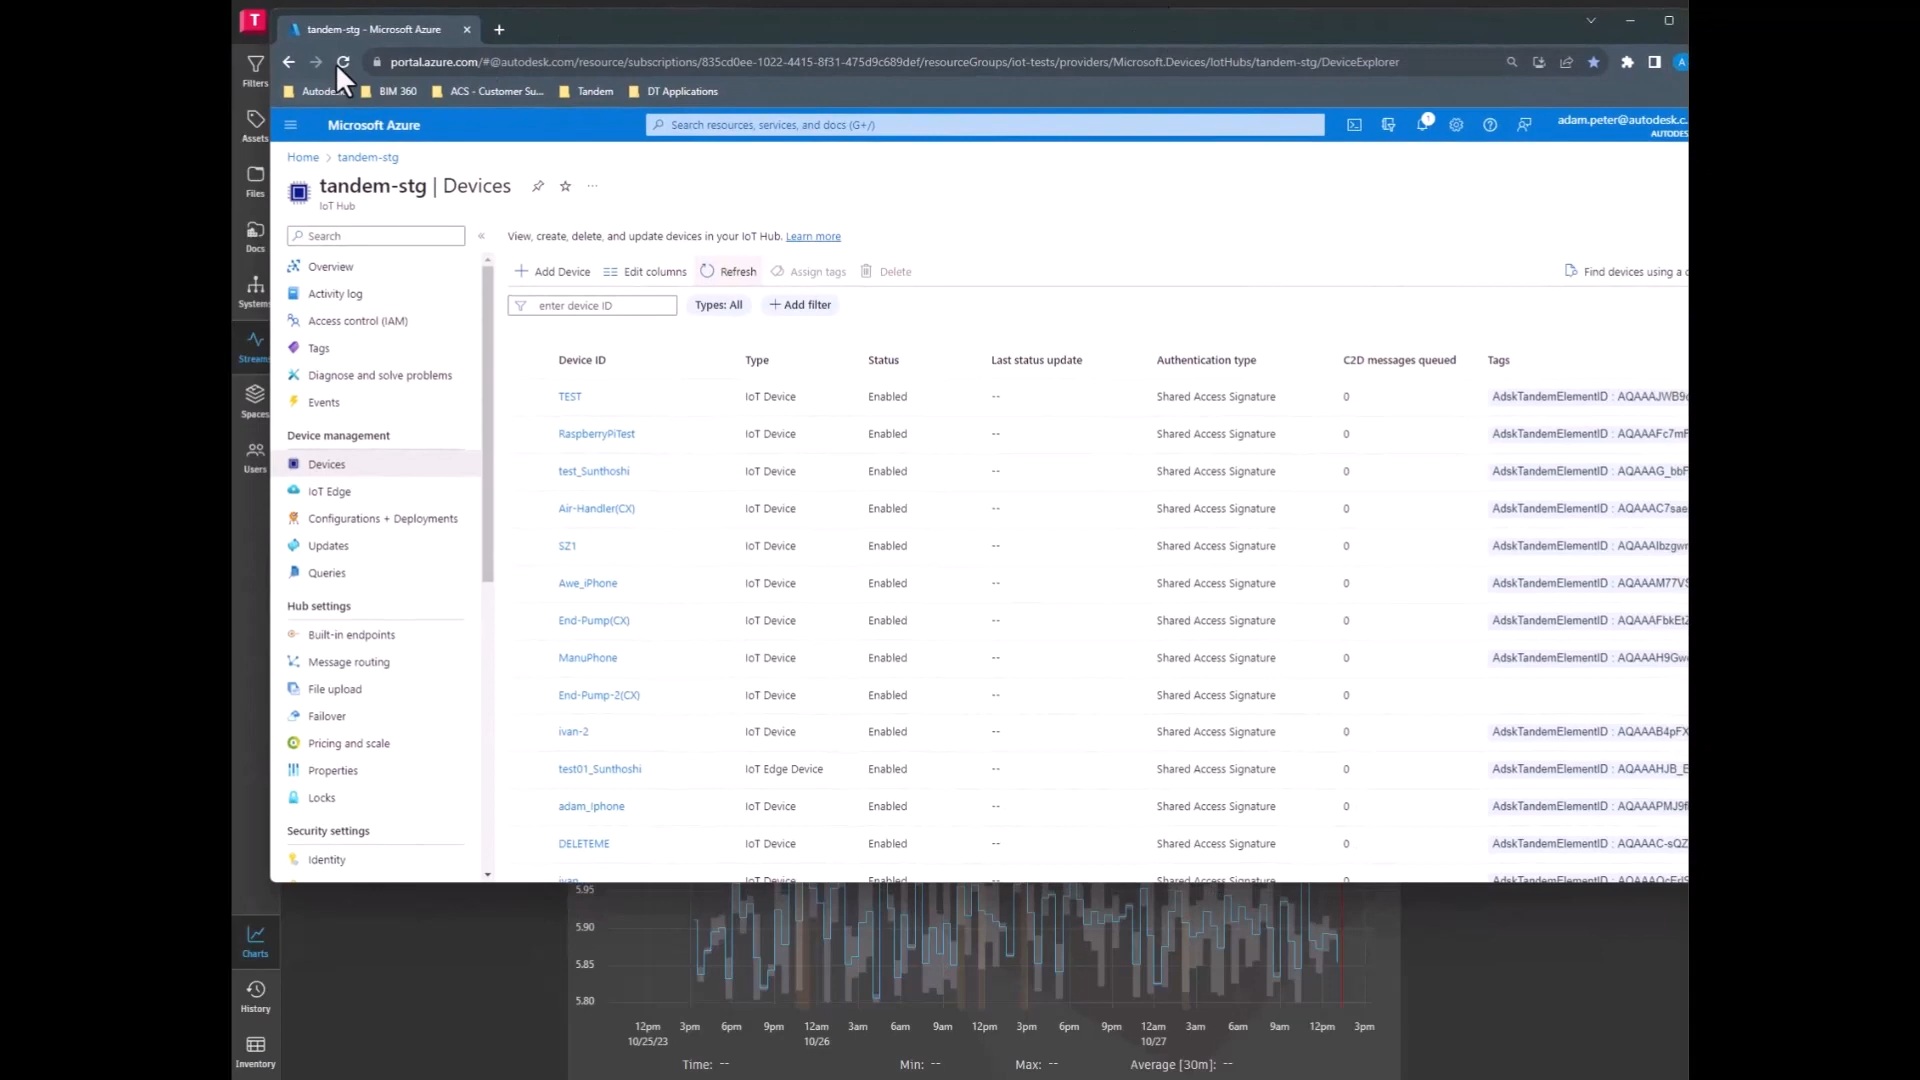 T
tandem-stg - Microsoft Azure
portal.azure.com/#@autodesk.com/resource/subscriptions/835cd0ee-1022-4415-8f31-475d9c689def/resourceGroups/iot-tests/providers/Microsoft.Devices/IotHubs/tandem-stg/DeviceExplorer
A
BIM 360
ACS - Customer Su...
Tandem
DT Applications
Microsoft Azure
Search resources, services, and docs (G+/)
1
adam.peter@autodesk.c...
Home > tandem-stg
tandem-stg | Devices ...
IoT Hub
Search
«
View, create, delete, and update devices in your IoT Hub. Learn more
+ Add Device
Edit columns
Refresh
Assign tags
Delete
Find devices using a
enter device ID
Types: All
+ Add filter
Device ID Type Status Last status update Authentication type C2D messages queued Tags
TEST IoT Device Enabled -- Shared Access Signature 0 AdskTandemElementID :
RaspberryPiTest IoT Device Enabled -- Shared Access Signature 0 AdskTandemElementID :
test_Sunthoshi IoT Device Enabled -- Shared Access Signature 0 AdskTandemElementID :
Air-Handler(CX) IoT Device Enabled -- Shared Access Signature 0 AdskTandemElementID :
SZ1 IoT Device Enabled -- Shared Access Signature 0 AdskTandemElementID :
Awe_iPhone IoT Device Enabled -- Shared Access Signature 0 AdskTandemElementID :
End-Pump(CX) IoT Device Enabled -- Shared Access Signature 0 AdskTandemElementID :
ManuPhone IoT Device Enabled -- Shared Access Signature 0 AdskTandemElementID :
End-Pump-2(CX) IoT Device Enabled -- Shared Access Signature 0
ivan-2 IoT Device Enabled -- Shared Access Signature 0 AdskTandemElementID :
test01_Sunthoshi IoT Edge Device Enabled -- Shared Access Signature 0 AdskTandemElementID :
adam_Iphone IoT Device Enabled -- Shared Access Signature 0 AdskTandemElementID :
DELETEME IoT Device Enabled -- Shared Access Signature 0 AdskTandemElementID :
Overview
Activity log
Access control (IAM)
Tags
Diagnose and solve problems
Events
Device management
Devices
IoT Edge
Configurations + Deployments
Updates
Queries
Hub settings
Built-in endpoints
Message routing
File upload
Failover
Pricing and scale
Properties
Locks
Security settings
Identity
Filters
Assets
Files
Docs
Systems
Streams
Spaces
Users
Charts
History
Inventory
5.95
5.90
5.85
5.80
12pm 3pm 6pm 9pm 12am 3am 6am 9am 12pm 3pm 6pm 9pm 12am 3am 6am 9am 12pm 3pm
10/25/23 10/26 10/27
Time: -- Min: -- Max: -- Average [30m]: --